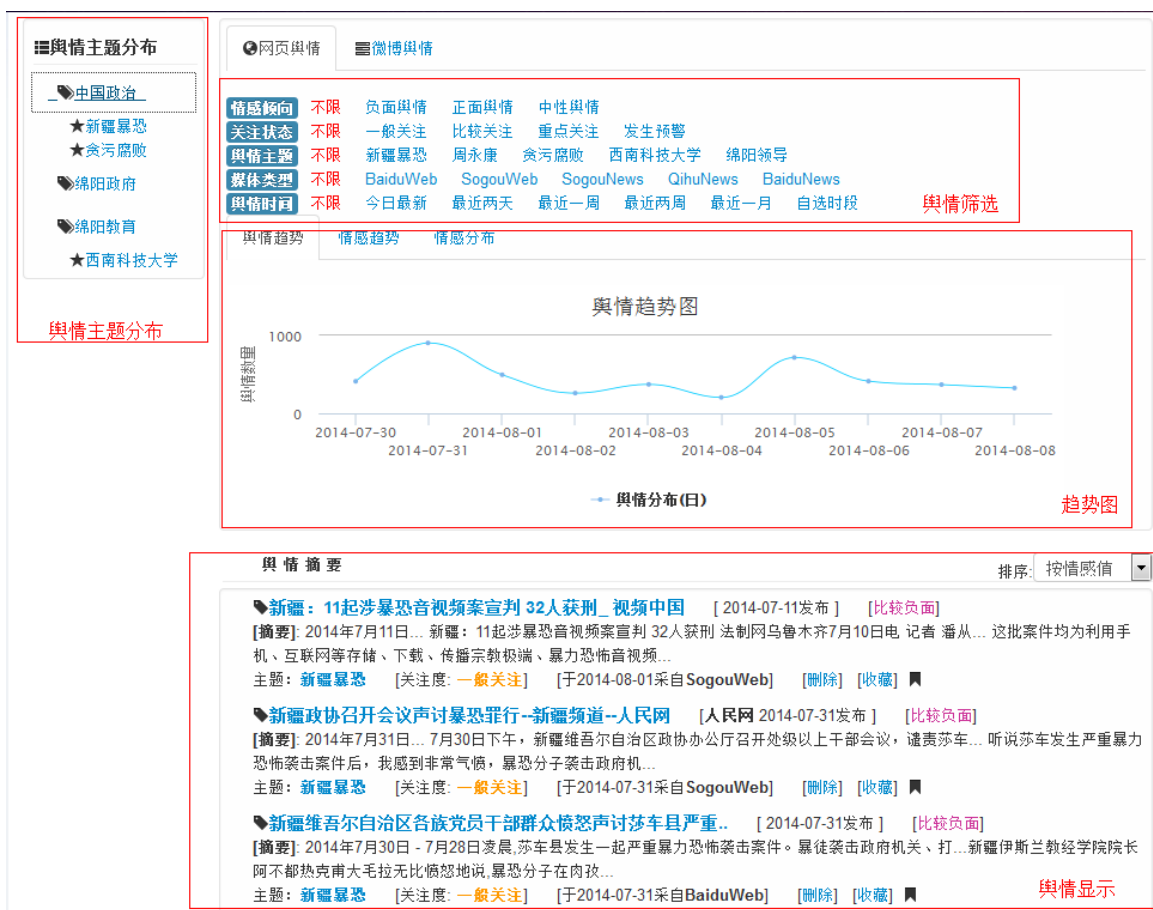 舆情主题分布
中国政治
★新疆暴恐
★贪污腐败
绵阳政府
绵阳教育
★西南科技大学
舆情主题分布
网页舆情 微博舆情
情感倾向 不限 负面舆情 正面舆情 中性舆情
关注状态 不限 一般关注 比较关注 重点关注 发生预警
舆情主题 不限 新疆暴恐 周永康 贪污腐败 西南科技大学 绵阳领导
媒体类型 不限 BaiduWeb SogouWeb SogouNews QihuNews BaiduNews
舆情时间 不限 今日最新 最近两天 最近一周 最近两周 最近一月 自选时段
舆情筛选
舆情趋势 情感趋势 情感分布
舆情趋势图
舆情数量
1000
0
2014-07-30 2014-08-01 2014-08-03 2014-08-05 2014-08-07
2014-07-31 2014-08-02 2014-08-04 2014-08-06 2014-08-08
舆情分布(日)
趋势图
舆 情 摘 要
排序: 按情感值
新疆：11起涉暴恐音视频案宣判 32人获刑_ 视频中国 [ 2014-07-11发布 ] [比较负面]
[摘要]: 2014年7月11日... 新疆：11起涉暴恐音视频案宣判 32人获刑 法制网乌鲁木齐7月10日电 记者 潘从... 这批案件均为利用手
机、互联网等存储、下载、传播宗教极端、暴力恐怖音视频...
主题: 新疆暴恐 [关注度: 一般关注] [于2014-08-01采自SogouWeb] [删除] [收藏]
新疆政协召开会议声讨暴恐罪行--新疆频道--人民网 [人民网 2014-07-31发布 ] [比较负面]
[摘要]: 2014年7月31日... 7月30日下午，新疆维吾尔自治区政协办公厅召开处级以上干部会议，谴责莎车... 听说莎车发生严重暴力
恐怖袭击案件后，我感到非常气愤，暴恐分子袭击政府机...
主题: 新疆暴恐 [关注度: 一般关注] [于2014-07-31采自SogouWeb] [删除] [收藏]
新疆维吾尔自治区各族党员干部群众愤怒声讨莎车县严重.. [ 2014-07-31发布 ] [比较负面]
[摘要]: 2014年7月30日 - 7月28日凌晨,莎车县发生一起严重暴力恐怖袭击案件。暴徒袭击政府机关、打...新疆伊斯兰教经学院院长
阿不都热克甫大毛拉无比愤怒地说,暴恐分子在肉孜...
主题: 新疆暴恐 [关注度: 一般关注] [于2014-07-31采自BaiduWeb] [删除] [收藏]
舆情显示